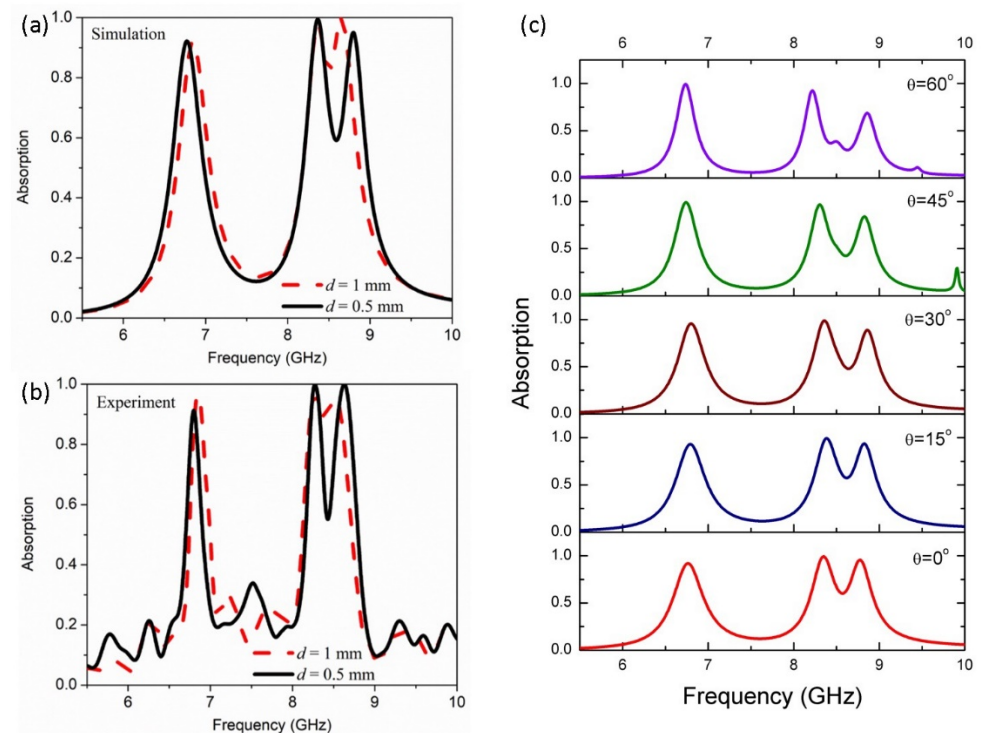 (a)
Simulation
1.0
0.8
0.6
0.4
0.2
0.0
Absorption
d = 1 mm
d = 0.5 mm
6 7 8 9 10
Frequency (GHz)
(b)
Experiment
1.0
0.8
0.6
0.4
0.2
0.0
Absorption
d = 1 mm
d = 0.5 mm
6 7 8 9 10
Frequency (GHz)
(c)
6 7 8 9 10
θ=60°
1.0
0.5
0.0
θ=45°
1.0
0.5
0.0
θ=30°
1.0
0.5
0.0
θ=15°
1.0
0.5
0.0
θ=0°
1.0
0.5
0.0
Absorption
6 7 8 9 10
Frequency (GHz)